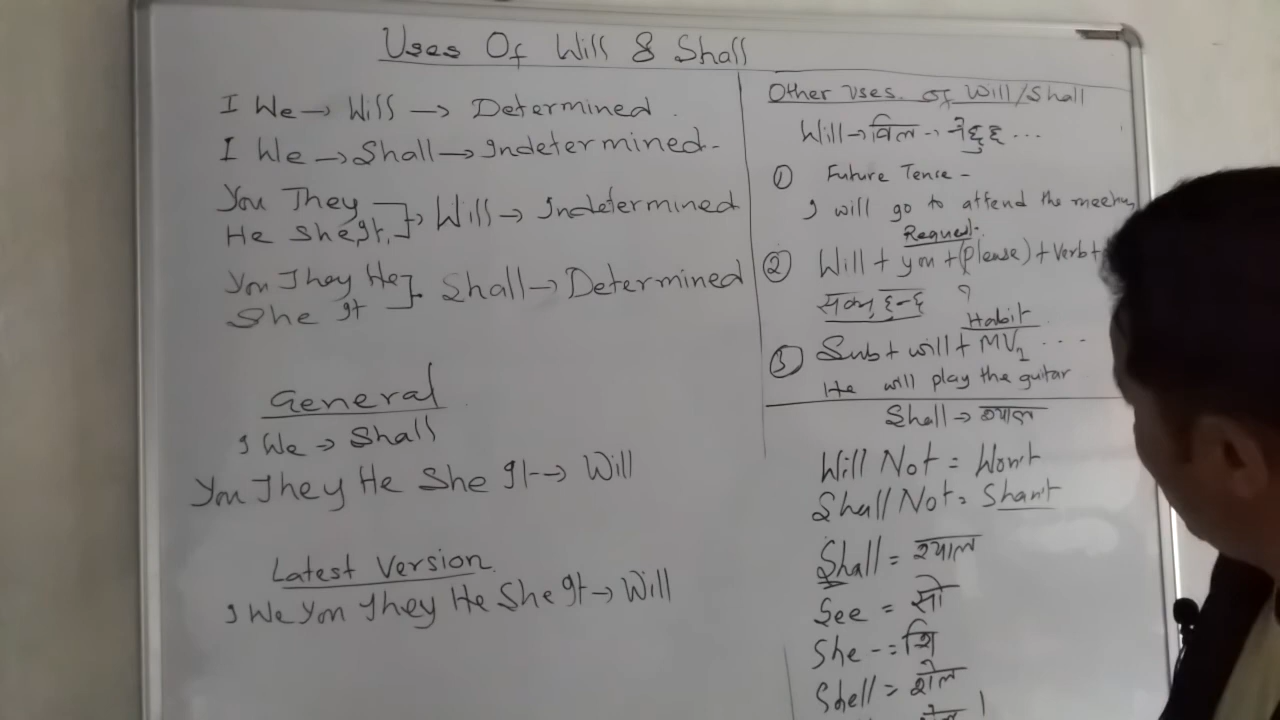 Uses Of Will & Shall
I We → Will → Determined.
I We → Shall → Indetermined-
You They
He She It. ]→ Will → Indetermined
You They He
She It ]. Shall → Determined
General
I We → Shall
You They He She It → Will
Latest Version
I We You They He She It → Will
Other uses. of Will/Shall
Will → विल →
① Future Tense -
I will go to attend the meeting
Request-
② Will + you + (please) + verb +
?
Habit
③ Sub + will + MV1 ...
He will play the guitar
Shall →
Will Not = Won't
Shall Not = Shan't
Shall = श्याल
See = सी
She -= शि
Shell = शेल